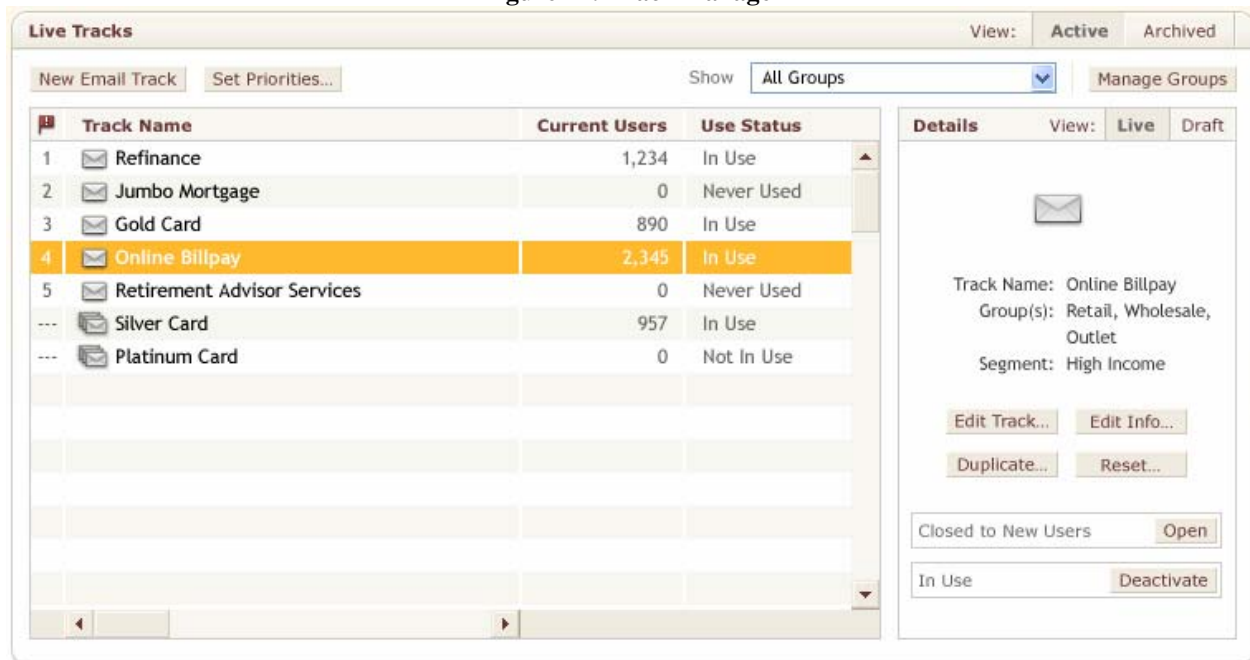 Live Tracks View: Active Archived
New Email Track Set Priorities... Show All Groups Manage Groups
Track Name Current Users Use Status
1 Refinance 1,234 In Use
2 Jumbo Mortgage 0 Never Used
3 Gold Card 890 In Use
4 Online Billpay 2,345 In Use
5 Retirement Advisor Services 0 Never Used
--- Silver Card 957 In Use
--- Platinum Card 0 Not In Use
Details View: Live Draft
Track Name: Online Billpay
Group(s): Retail, Wholesale,
Outlet
Segment: High Income
Edit Track... Edit Info...
Duplicate... Reset...
Closed to New Users Open
In Use Deactivate